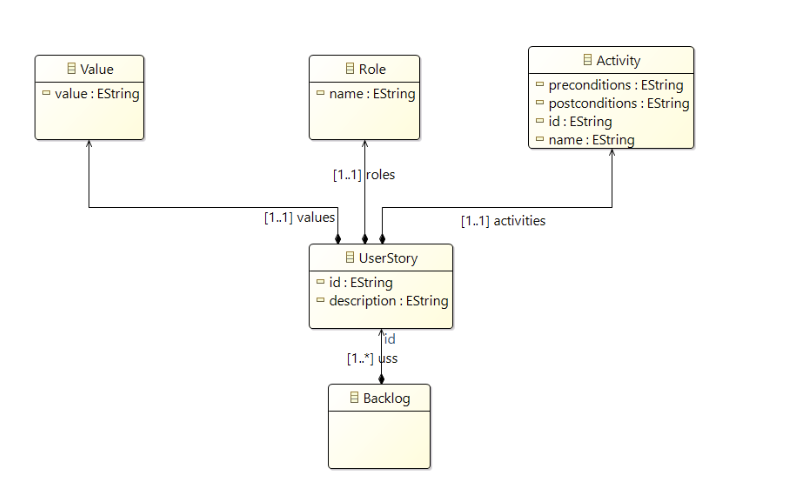 Value
value : EString
Role
name : EString
Activity
preconditions : EString
postconditions : EString
id : EString
name : EString
[1..1] roles
[1..1] values
[1..1] activities
UserStory
id : EString
description : EString
id
[1..*] uss
Backlog